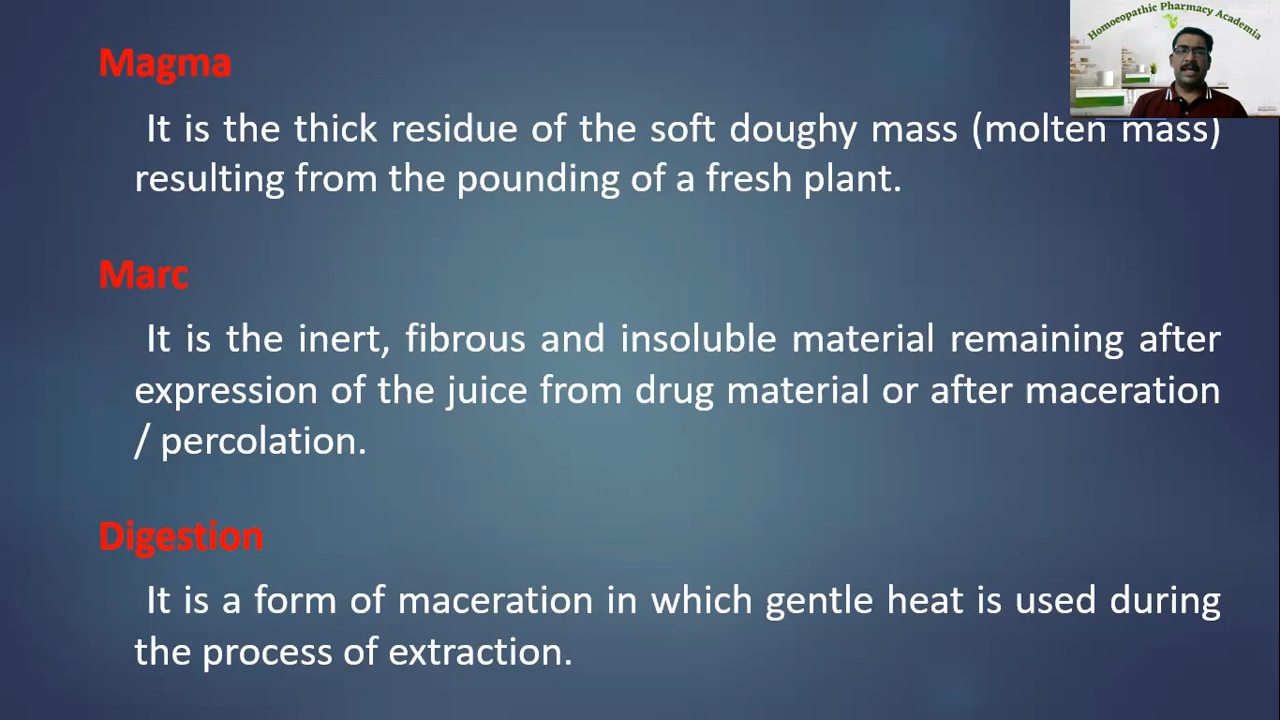 Homoeopathic Pharmacy Academia
Magma
It is the thick residue of the soft doughy mass (molten mass)
resulting from the pounding of a fresh plant.
Marc
It is the inert, fibrous and insoluble material remaining after
expression of the juice from drug material or after maceration
/ percolation.
Digestion
It is a form of maceration in which gentle heat is used during
the process of extraction.